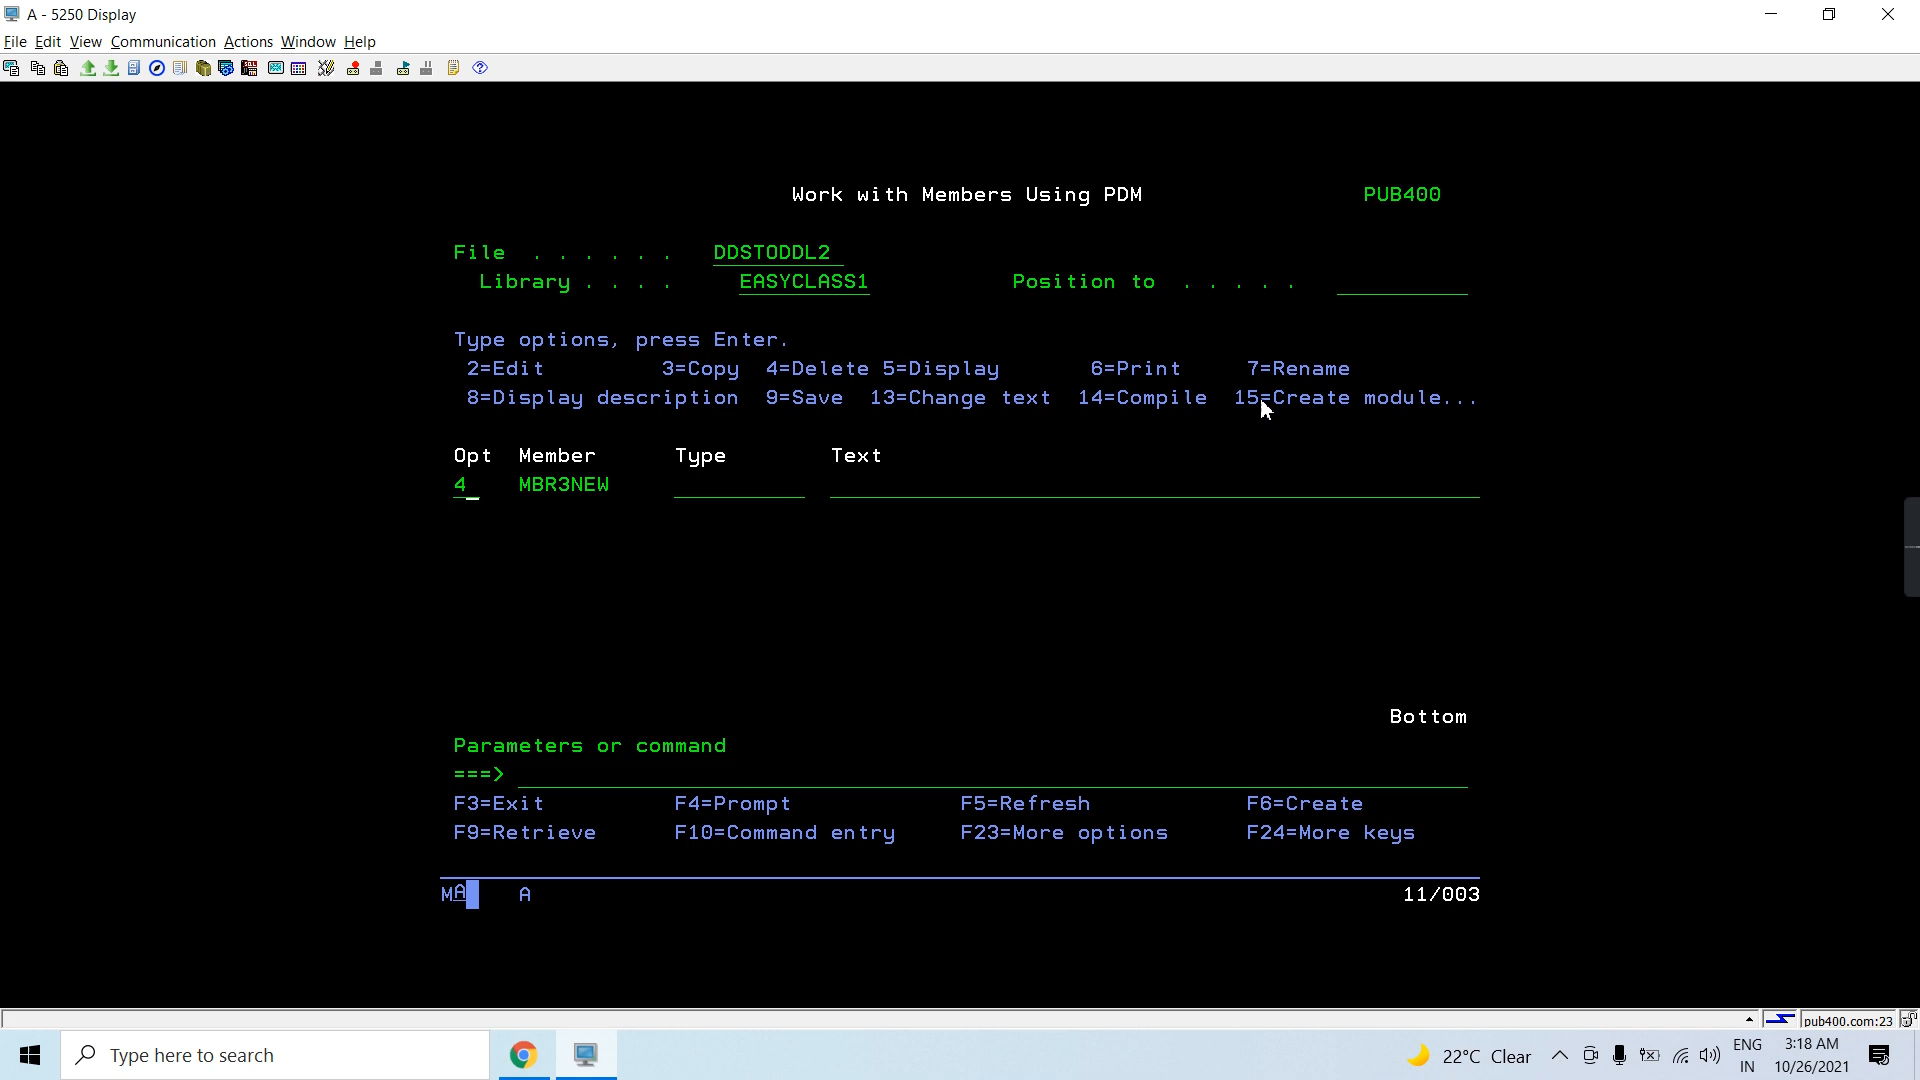 A - 5250 Display
File Edit View Communication Actions Window Help
Work with Members Using PDM PUB400
File . . . . . . DDSTODDL2
Library . . . . EASYCLASS1 Position to . . . . .
Type options, press Enter.
2=Edit 3=Copy 4=Delete 5=Display 6=Print 7=Rename
8=Display description 9=Save 13=Change text 14=Compile 15=Create module...
Opt Member Type Text
4 MBR3NEW
Bottom
Parameters or command
===>
F3=Exit F4=Prompt F5=Refresh F6=Create
F9=Retrieve F10=Command entry F23=More options F24=More keys
MA A 11/003
pub400.com:23
Type here to search 22°C Clear ENG IN 3:18 AM
10/26/2021